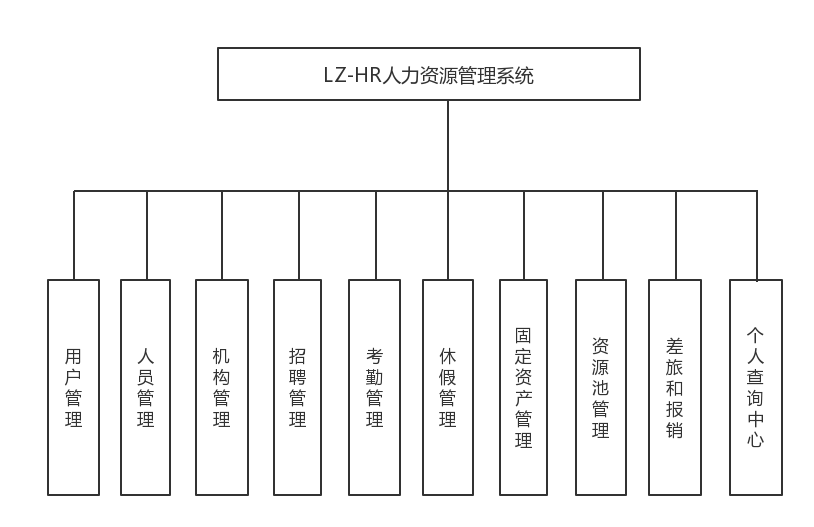 LZ-HR人力资源管理系统
用户管理
人员管理
机构管理
招聘管理
考勤管理
休假管理
固定资产管理
资源池管理
差旅和报销
个人查询中心